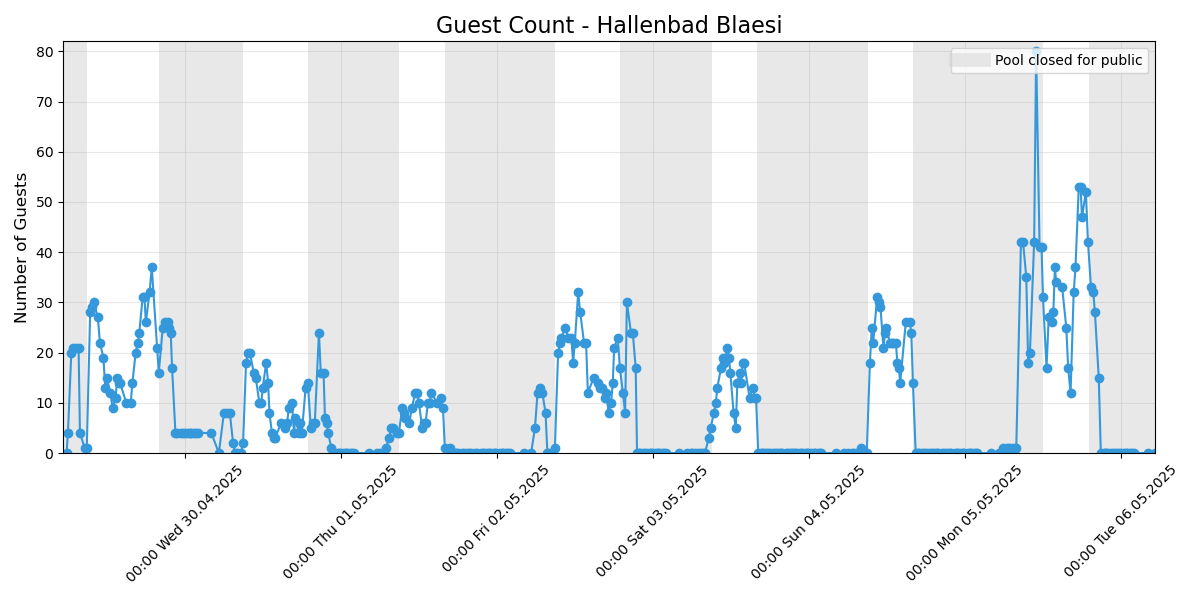 Guest Count - Hallenbad Blaesi
Pool closed for public
Number of Guests
80
70
60
50
40
30
20
10
0
00:00 Wed 30.04.2025
00:00 Thu 01.05.2025
00:00 Fri 02.05.2025
00:00 Sat 03.05.2025
00:00 Sun 04.05.2025
00:00 Mon 05.05.2025
00:00 Tue 06.05.2025